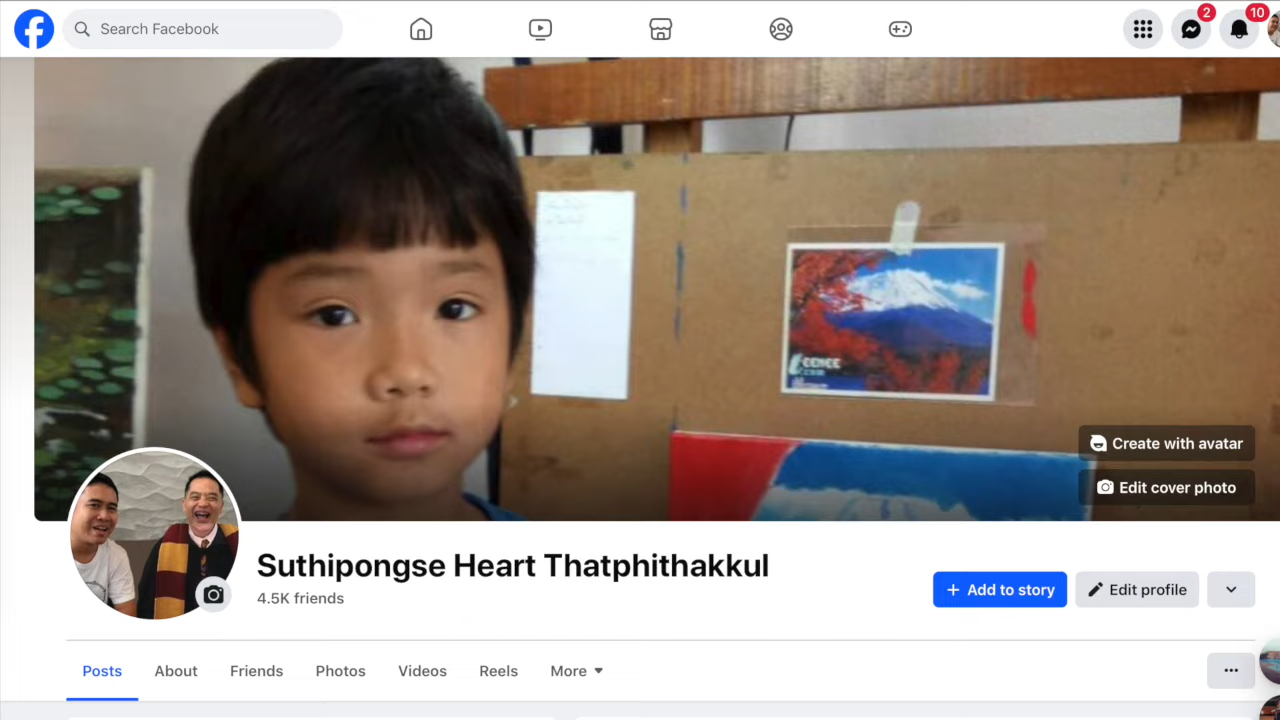 Search Facebook
2
10
Create with avatar
Edit cover photo
Suthipongse Heart Thatphithakkul
4.5K friends
+ Add to story
Edit profile
Posts
About
Friends
Photos
Videos
Reels
More